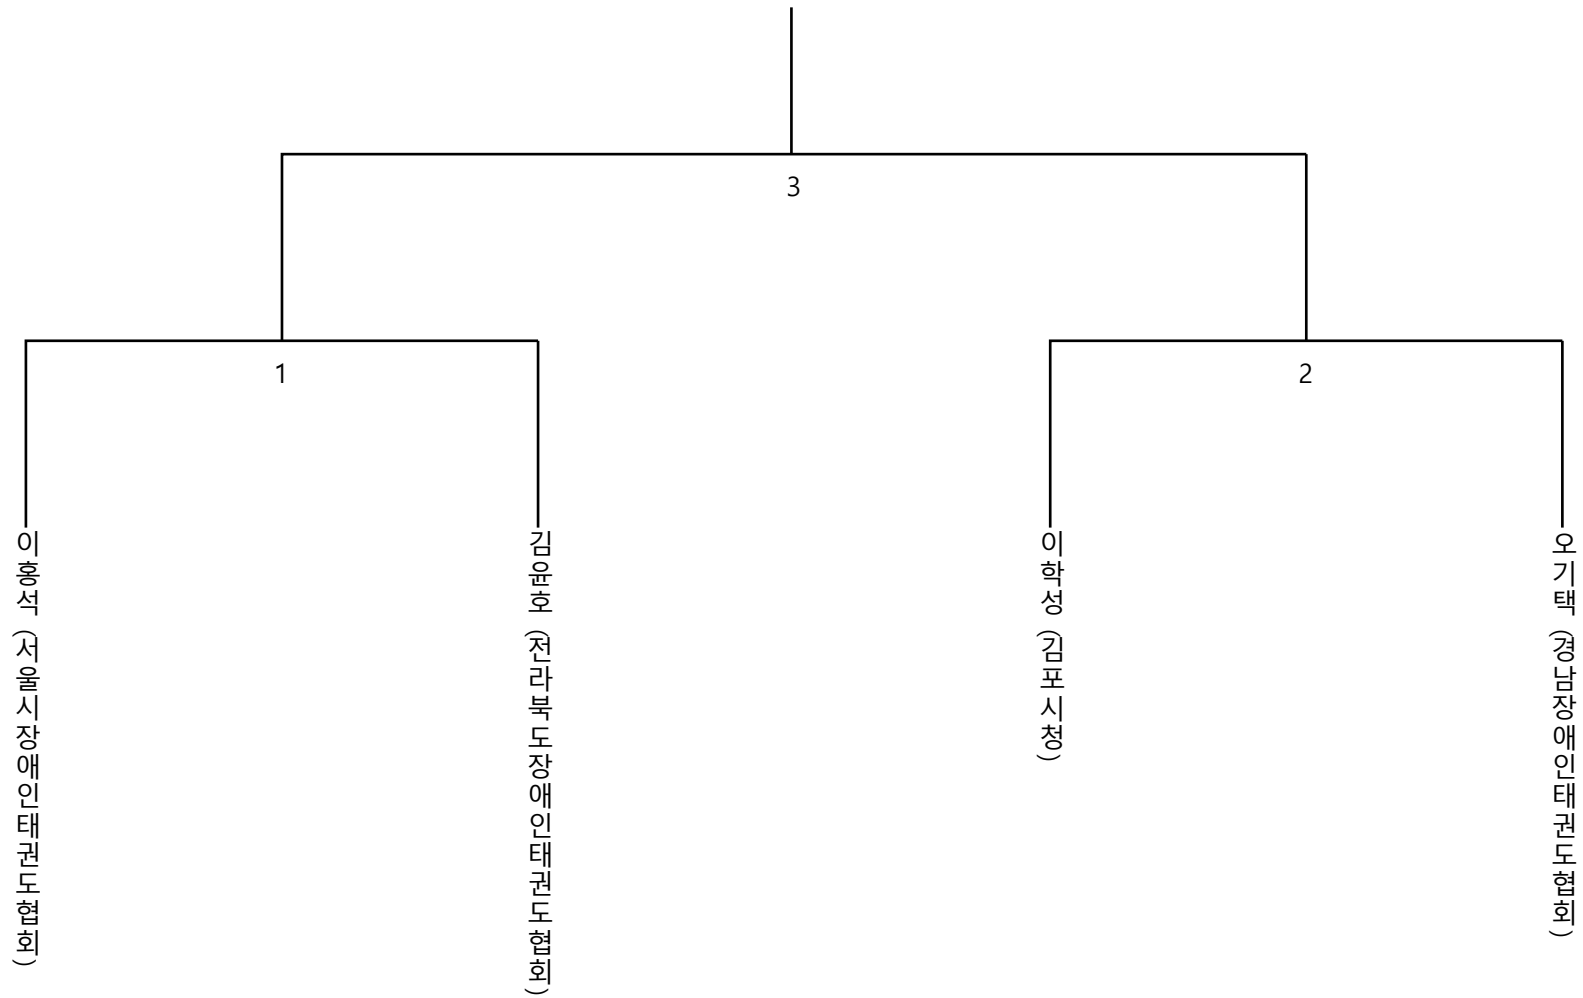 3
1
2
이홍석 (서울시장애인태권도협회)
김윤호 (전라북도장애인태권도협회)
이학성 (김포시청)
오기택 (경남장애인태권도협회)